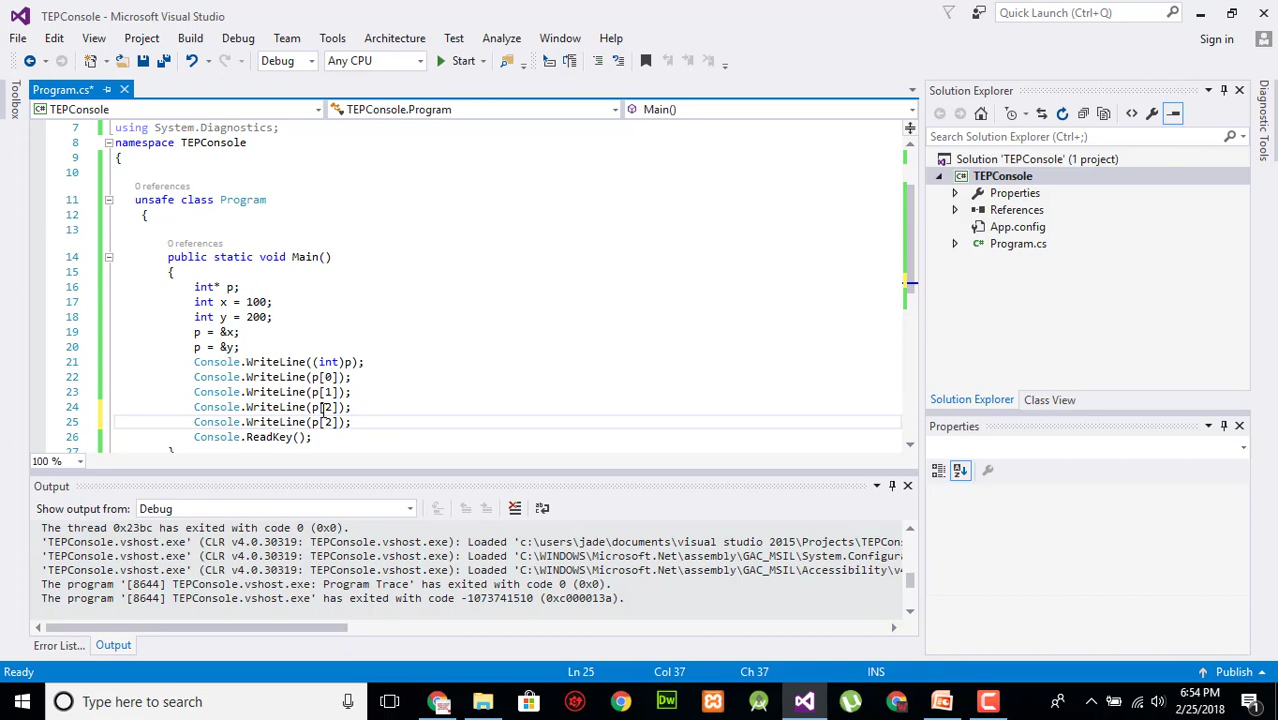 TEPConsole - Microsoft Visual Studio
Quick Launch (Ctrl+Q)
File Edit View Project Build Debug Team Tools Architecture Test Analyze Window Help
Sign in
Debug Any CPU Start
Toolbox
Program.cs*
TEPConsole TEPConsole.Program Main()
7 using System.Diagnostics;
8 namespace TEPConsole
9 {
10
0 references
11 unsafe class Program
12 {
13
0 references
14 public static void Main()
15 {
16 int* p;
17 int x = 100;
18 int y = 200;
19 p = &x;
20 p = &y;
21 Console.WriteLine((int)p);
22 Console.WriteLine(p[0]);
23 Console.WriteLine(p[1]);
24 Console.WriteLine(p[2]);
25 Console.WriteLine(p[2]);
26 Console.ReadKey();
27 }
100 %
Output
Show output from: Debug
The thread 0x23bc has exited with code 0 (0x0).
'TEPConsole.vshost.exe' (CLR v4.0.30319: TEPConsole.vshost.exe): Loaded 'c:\users\jade\documents\visual studio 2015\Projects\TEPCons
'TEPConsole.vshost.exe' (CLR v4.0.30319: TEPConsole.vshost.exe): Loaded 'C:\WINDOWS\Microsoft.Net\assembly\GAC_MSIL\System.Configura
'TEPConsole.vshost.exe' (CLR v4.0.30319: TEPConsole.vshost.exe): Loaded 'C:\WINDOWS\Microsoft.Net\assembly\GAC_MSIL\Accessibility\v4
The program '[8644] TEPConsole.vshost.exe: Program Trace' has exited with code 0 (0x0).
The program '[8644] TEPConsole.vshost.exe' has exited with code -1073741510 (0xc000013a).
Error List... Output
Solution Explorer
Search Solution Explorer (Ctrl+;)
Solution 'TEPConsole' (1 project)
C# TEPConsole
Properties
References
App.config
C# Program.cs
Solution Explorer Team Explorer
Properties
Diagnostic Tools
Ready Ln 25 Col 37 Ch 37 INS Publish
Type here to search
Dw
6:54 PM
2/25/2018
1